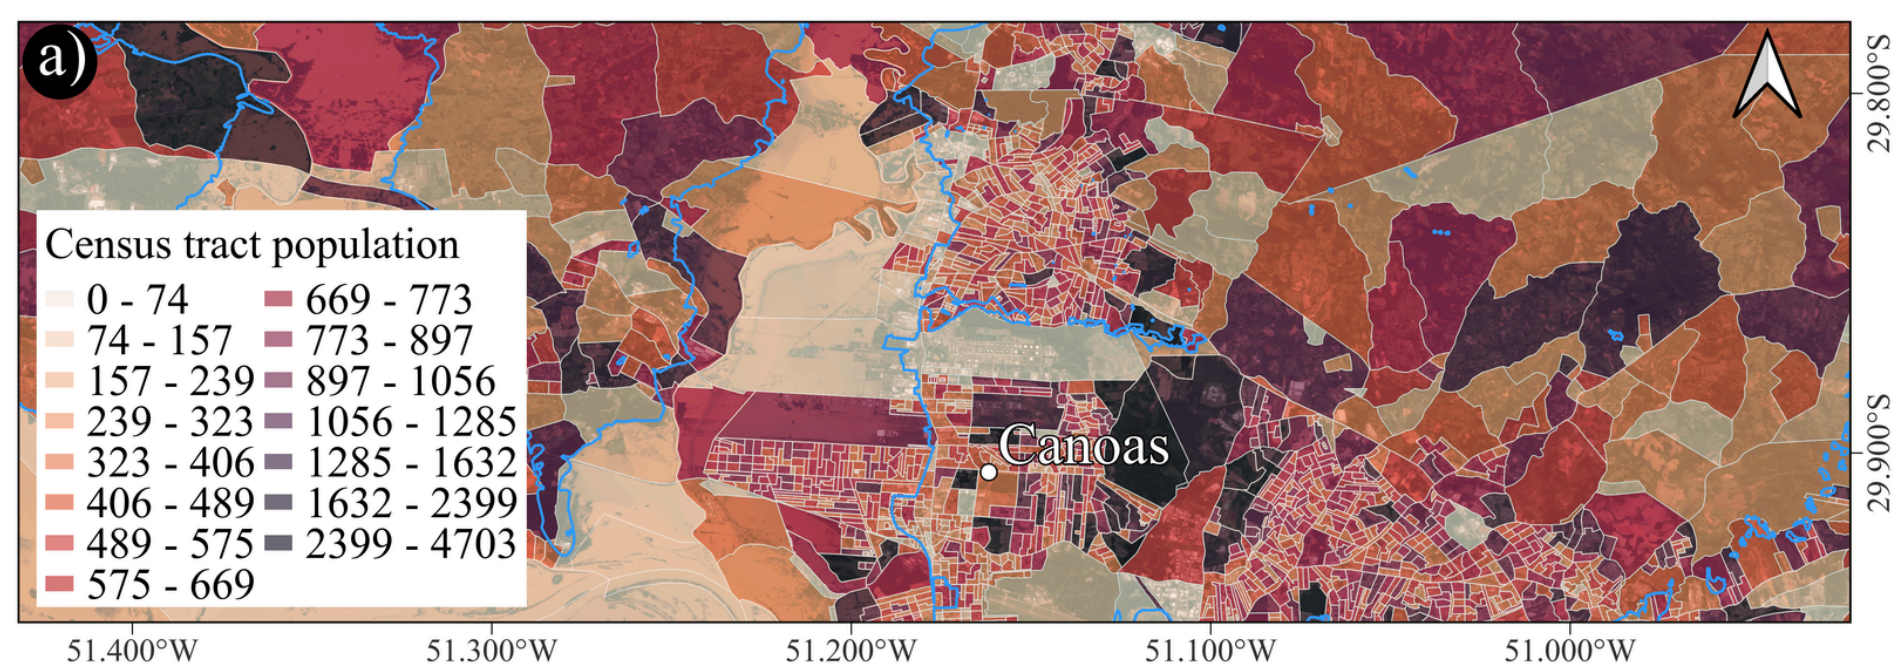 a)
29.800°S
Census tract population
0 - 74
74 - 157
157 - 239
239 - 323
323 - 406
406 - 489
489 - 575
575 - 669
669 - 773
773 - 897
897 - 1056
1056 - 1285
1285 - 1632
1632 - 2399
2399 - 4703
Canoas
29.900°S
51.400°W 51.300°W 51.200°W 51.100°W 51.000°W